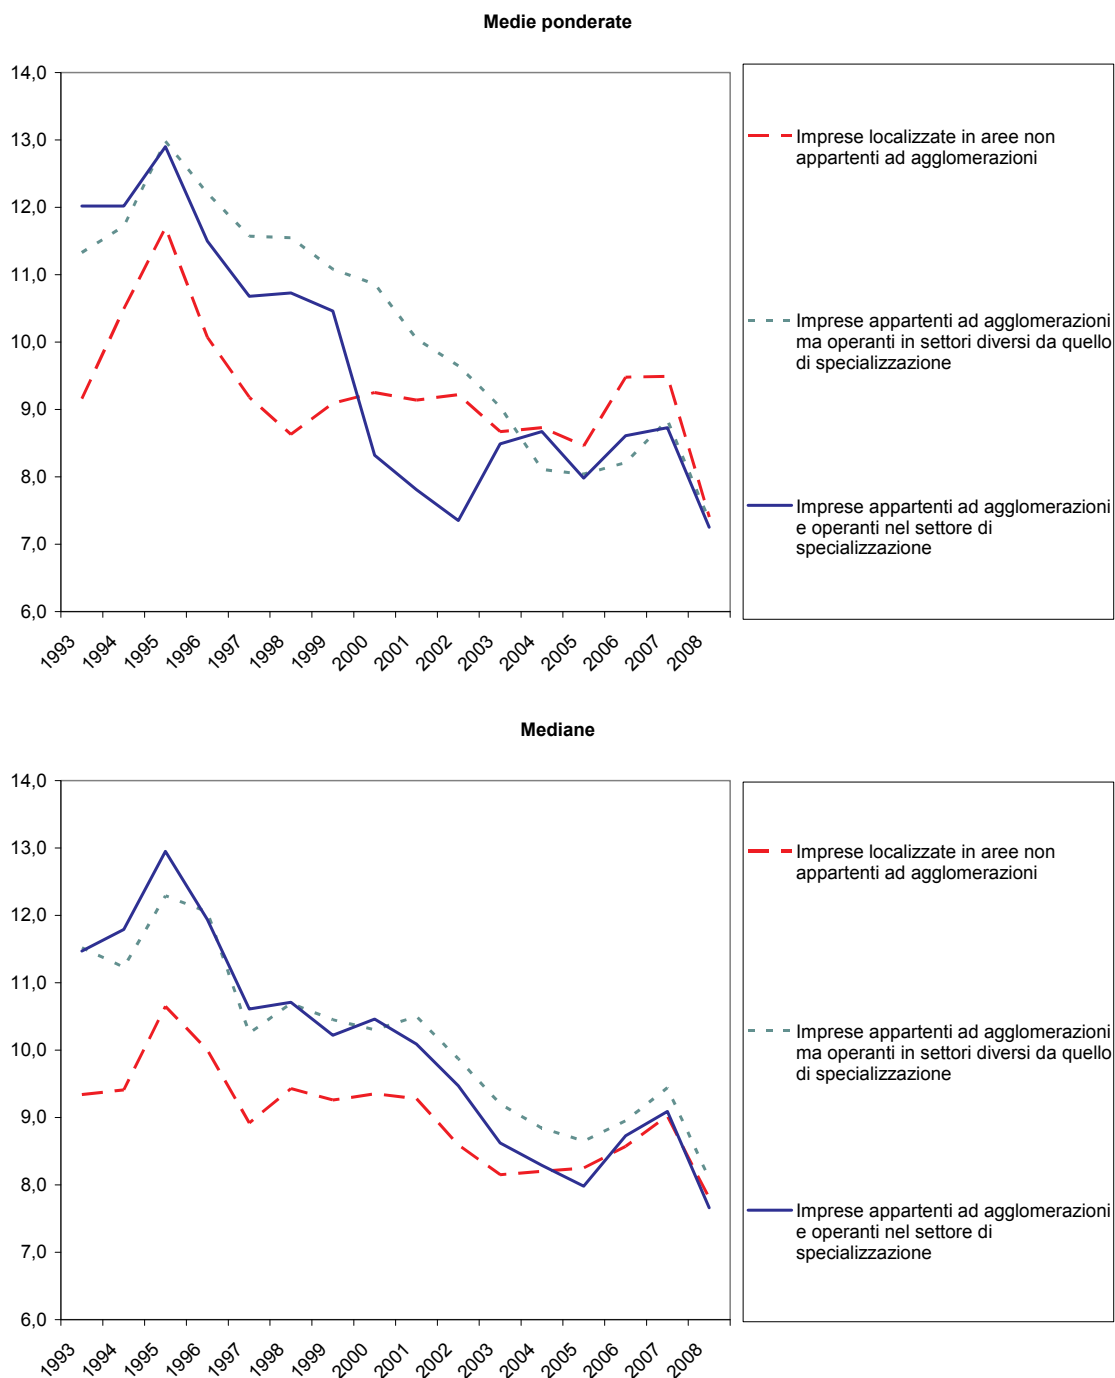 Medie ponderate
14,0
13,0
12,0
11,0
10,0
9,0
8,0
7,0
6,0
1993
1994
1995
1996
1997
1998
1999
2000
2001
2002
2003
2004
2005
2006
2007
2008
Imprese localizzate in aree non
appartenti ad agglomerazioni
Imprese appartenti ad agglomerazioni
ma operanti in settori diversi da quello
di specializzazione
Imprese appartenti ad agglomerazioni
e operanti nel settore di
specializzazione
Mediane
14,0
13,0
12,0
11,0
10,0
9,0
8,0
7,0
6,0
1993
1994
1995
1996
1997
1998
1999
2000
2001
2002
2003
2004
2005
2006
2007
2008
Imprese localizzate in aree non
appartenti ad agglomerazioni
Imprese appartenti ad agglomerazioni
ma operanti in settori diversi da quello
di specializzazione
Imprese appartenti ad agglomerazioni
e operanti nel settore di
specializzazione